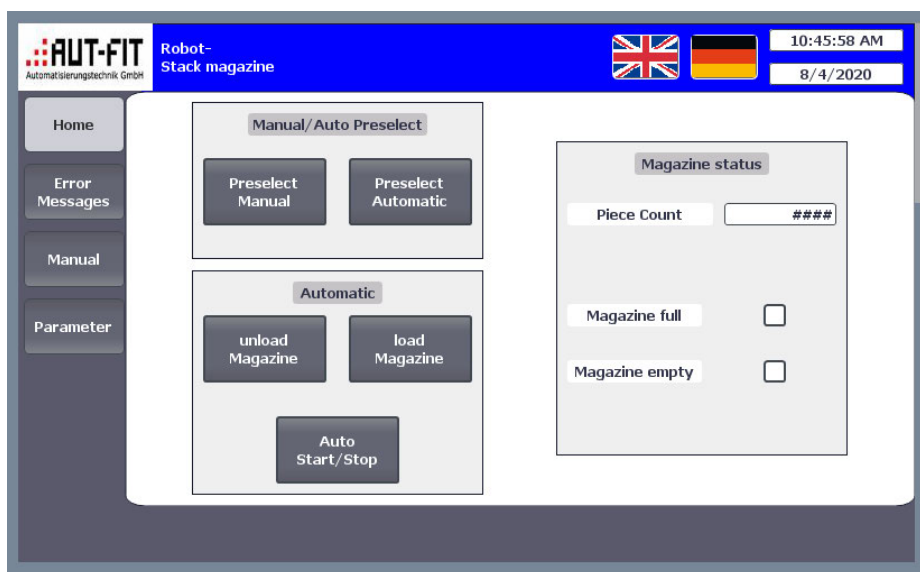 .:: AUT-FIT
Automatisierungstechnik GmbH
Robot-
Stack magazine
10:45:58 AM
8/4/2020
Home
Error
Messages
Manual
Parameter
Manual/Auto Preselect
Preselect
Manual
Preselect
Automatic
Automatic
unload
Magazine
load
Magazine
Auto
Start/Stop
Magazine status
Piece Count
####
Magazine full
Magazine empty